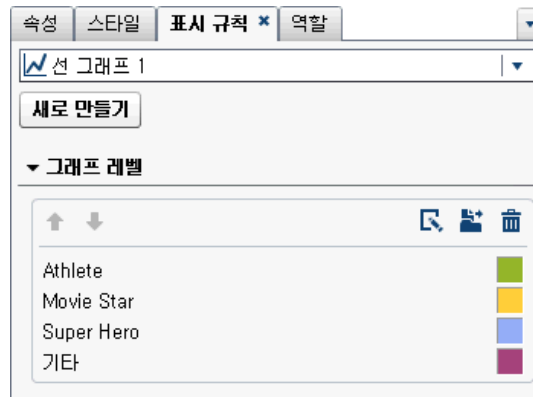 속성 스타일 표시 규칙 역할
선 그래프 1
새로 만들기
그래프 레벨
Athlete
Movie Star
Super Hero
기타